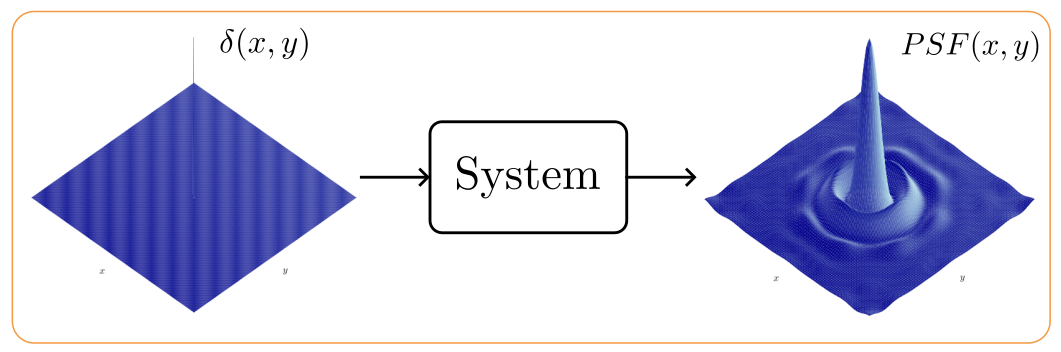 δ(x, y)
PSF(x, y)
System
x
y
x
y